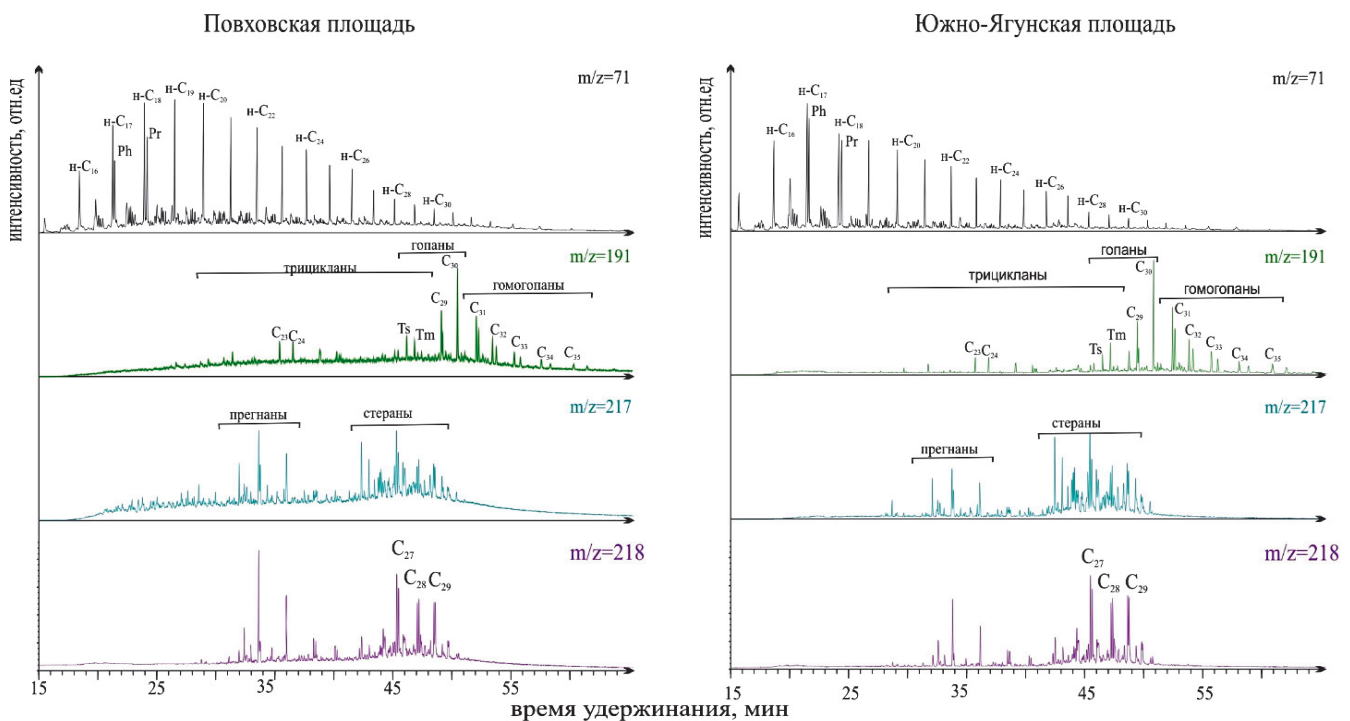 Повховская площадь
интенсивность, отн.ед
m/z=71
н-C₁₆
н-C₁₇
Ph
н-C₁₈
Pr
н-C₁₉
н-C₂₀
н-C₂₂
н-C₂₄
н-C₂₆
н-C₂₈
н-C₃₀
m/z=191
трицикланы
гопаны
гомогопаны
C₂₃
C₂₄
Ts
Tm
C₂₉
C₃₀
C₃₁
C₃₂
C₃₃
C₃₄
C₃₅
m/z=217
прегнаны
стераны
m/z=218
C₂₇
C₂₈
C₂₉
15 25 35 45 55
Южно-Ягунская площадь
интенсивность, отн.ед
m/z=71
н-C₁₆
н-C₁₇
Ph
н-C₁₈
Pr
н-C₂₀
н-C₂₂
н-C₂₄
н-C₂₆
н-C₂₈
н-C₃₀
m/z=191
трицикланы
гопаны
гомогопаны
C₂₃
C₂₄
Ts
Tm
C₂₉
C₃₀
C₃₁
C₃₂
C₃₃
C₃₄
C₃₅
m/z=217
прегнаны
стераны
m/z=218
C₂₇
C₂₈
C₂₉
15 25 35 45 55
время удержинания, мин